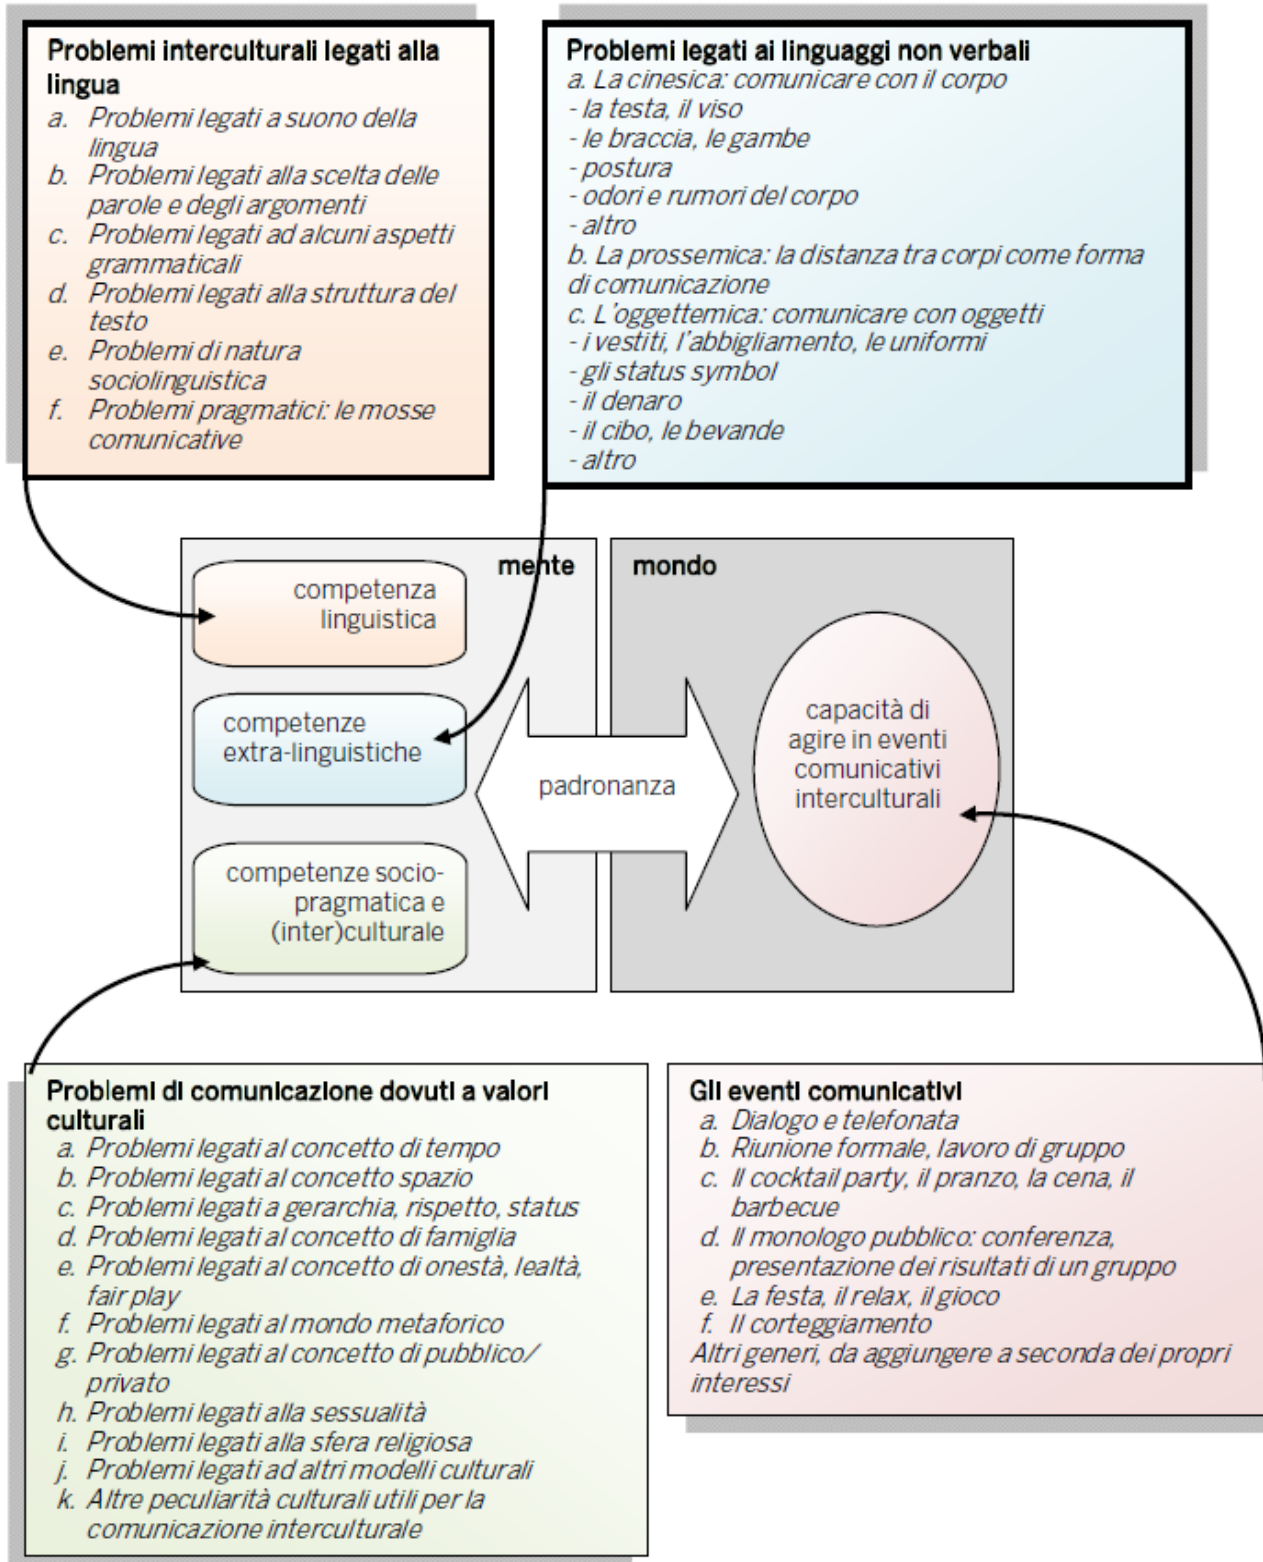 Problemi interculturali legati alla
lingua
a. Problemi legati a suono della
lingua
b. Problemi legati alla scelta delle
parole e degli argomenti
c. Problemi legati ad alcuni aspetti
grammaticali
d. Problemi legati alla struttura del
testo
e. Problemi di natura
sociolinguistica
f. Problemi pragmatici: le mosse
comunicative
Problemi legati ai linguaggi non verbali
a. La cinesica: comunicare con il corpo
- la testa, il viso
- le braccia, le gambe
- postura
- odori e rumori del corpo
- altro
b. La prossemica: la distanza tra corpi come forma
di comunicazione
c. L'oggettemica: comunicare con oggetti
- i vestiti, l'abbigliamento, le uniformi
- gli status symbol
- il denaro
- il cibo, le bevande
- altro
mente
competenza
linguistica
competenze
extra-linguistiche
competenze socio-
pragmatica e
(inter)culturale
padronanza
mondo
capacità di
agire in eventi
comunicativi
interculturali
Problemi di comunicazione dovuti a valori
culturali
a. Problemi legati al concetto di tempo
b. Problemi legati al concetto spazio
c. Problemi legati a gerarchia, rispetto, status
d. Problemi legati al concetto di famiglia
e. Problemi legati al concetto di onestà, lealtà,
fair play
f. Problemi legati al mondo metaforico
g. Problemi legati al concetto di pubblico/
privato
h. Problemi legati alla sessualità
i. Problemi legati alla sfera religiosa
j. Problemi legati ad altri modelli culturali
k. Altre peculiarità culturali utili per la
comunicazione interculturale
Gli eventi comunicativi
a. Dialogo e telefonata
b. Riunione formale, lavoro di gruppo
c. Il cocktail party, il pranzo, la cena, il
barbecue
d. Il monologo pubblico: conferenza,
presentazione dei risultati di un gruppo
e. La festa, il relax, il gioco
f. Il corteggiamento
Altri generi, da aggiungere a seconda dei propri
interessi